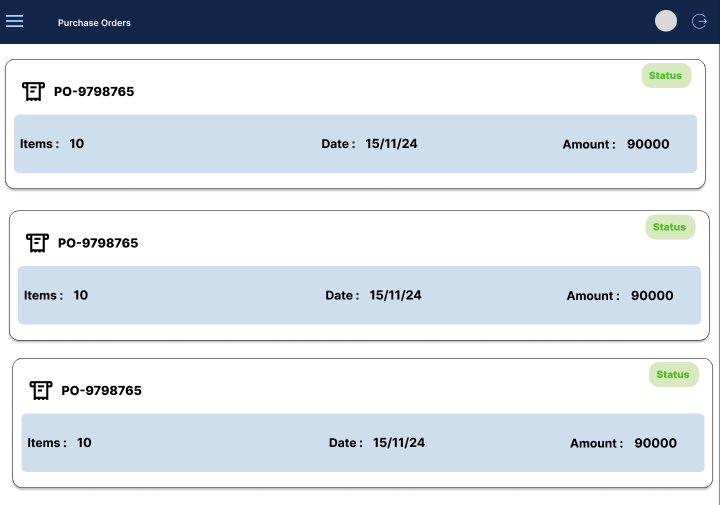 Purchase Orders
Status
PO-9798765
Items : 10 Date : 15/11/24 Amount : 90000
Status
PO-9798765
Items : 10 Date : 15/11/24 Amount : 90000
Status
PO-9798765
Items : 10 Date : 15/11/24 Amount : 90000